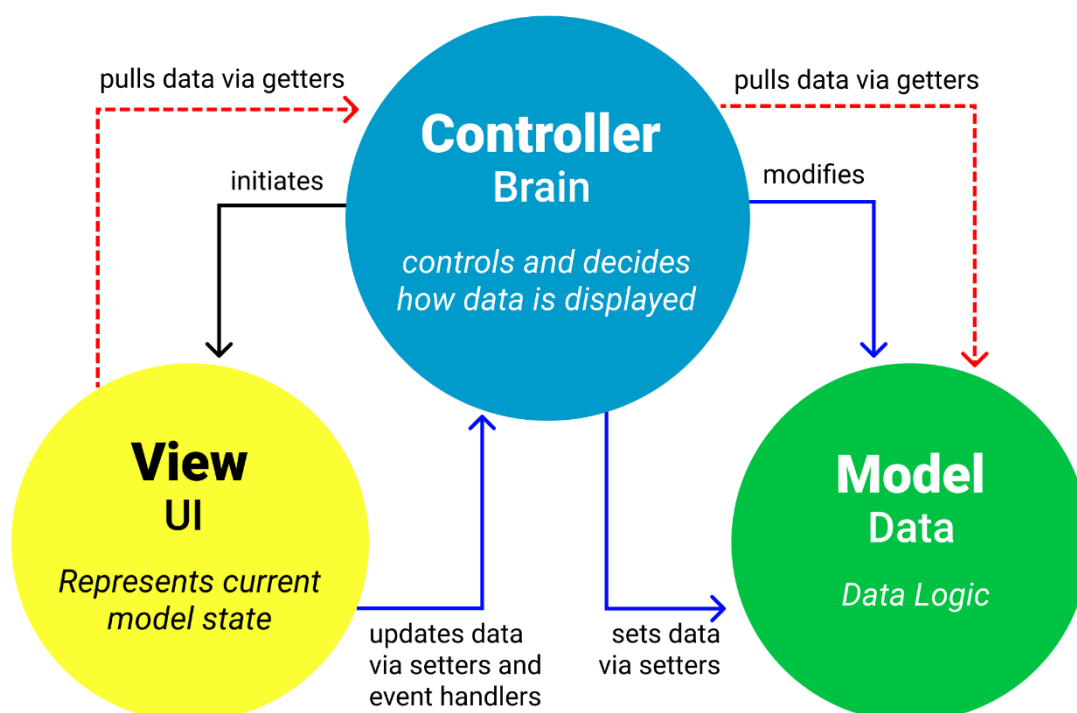 pulls data via getters
pulls data via getters
Controller
Brain
initiates
modifies
controls and decides
how data is displayed
View
UI
Represents current
model state
Model
Data
Data Logic
updates data
via setters and
event handlers
sets data
via setters